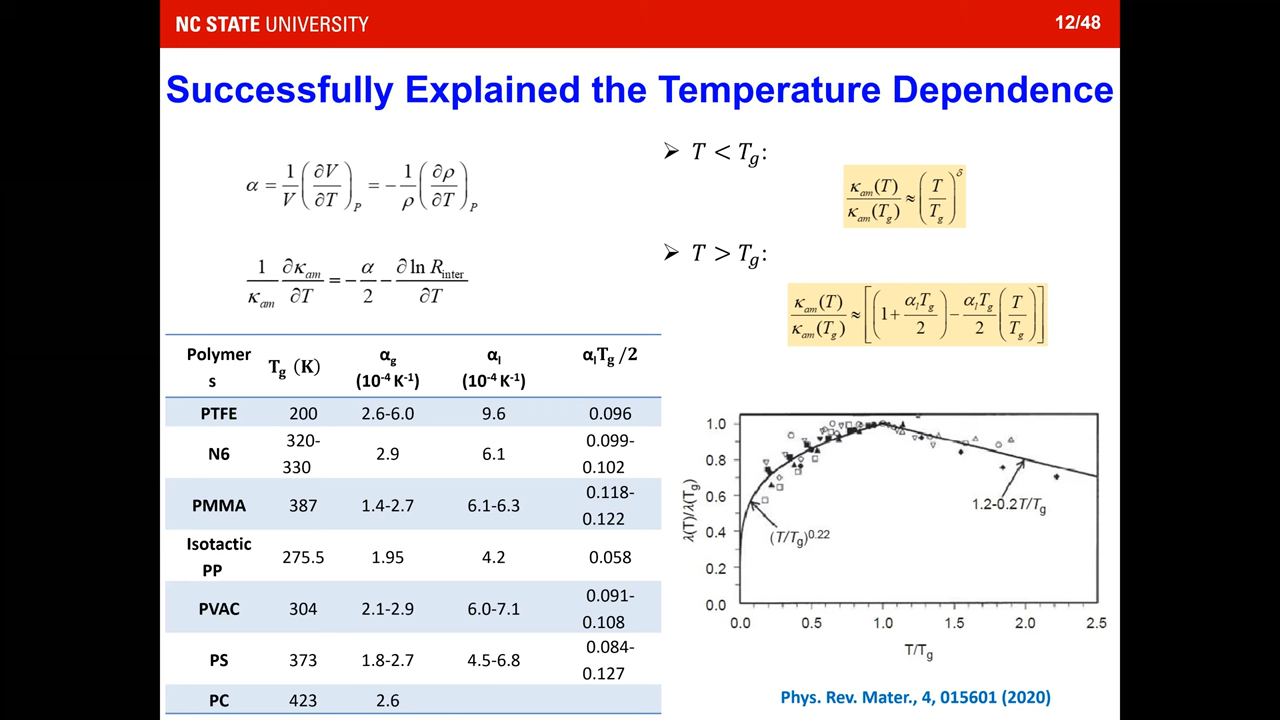 NC STATE UNIVERSITY
12/48
Successfully Explained the Temperature Dependence
α = 1/V (∂V/∂T)_P = − 1/ρ (∂ρ/∂T)_P
1/κ_am ∂κ_am/∂T = − α/2 − ∂ ln R_inter/∂T
➢ T < T_g:
κ_am(T)/κ_am(T_g) ≈ (T/T_g)^δ
➢ T > T_g:
κ_am(T)/κ_am(T_g) ≈ [(1 + α_l T_g/2) − α_l T_g/2 (T/T_g)]
Polymer
s
T_g (K)
α_g
(10⁻⁴ K⁻¹)
α_l
(10⁻⁴ K⁻¹)
α_l T_g /2
PTFE 200 2.6-6.0 9.6 0.096
N6 320-
330 2.9 6.1 0.099-
0.102
PMMA 387 1.4-2.7 6.1-6.3 0.118-
0.122
Isotactic
PP 275.5 1.95 4.2 0.058
PVAC 304 2.1-2.9 6.0-7.1 0.091-
0.108
PS 373 1.8-2.7 4.5-6.8 0.084-
0.127
PC 423 2.6
λ(T)/λ(T_g)
1.0
0.8
0.6
0.4
0.2
0.0
(T/T_g)^0.22
1.2-0.2T/T_g
0.0 0.5 1.0 1.5 2.0 2.5
T/T_g
Phys. Rev. Mater., 4, 015601 (2020)